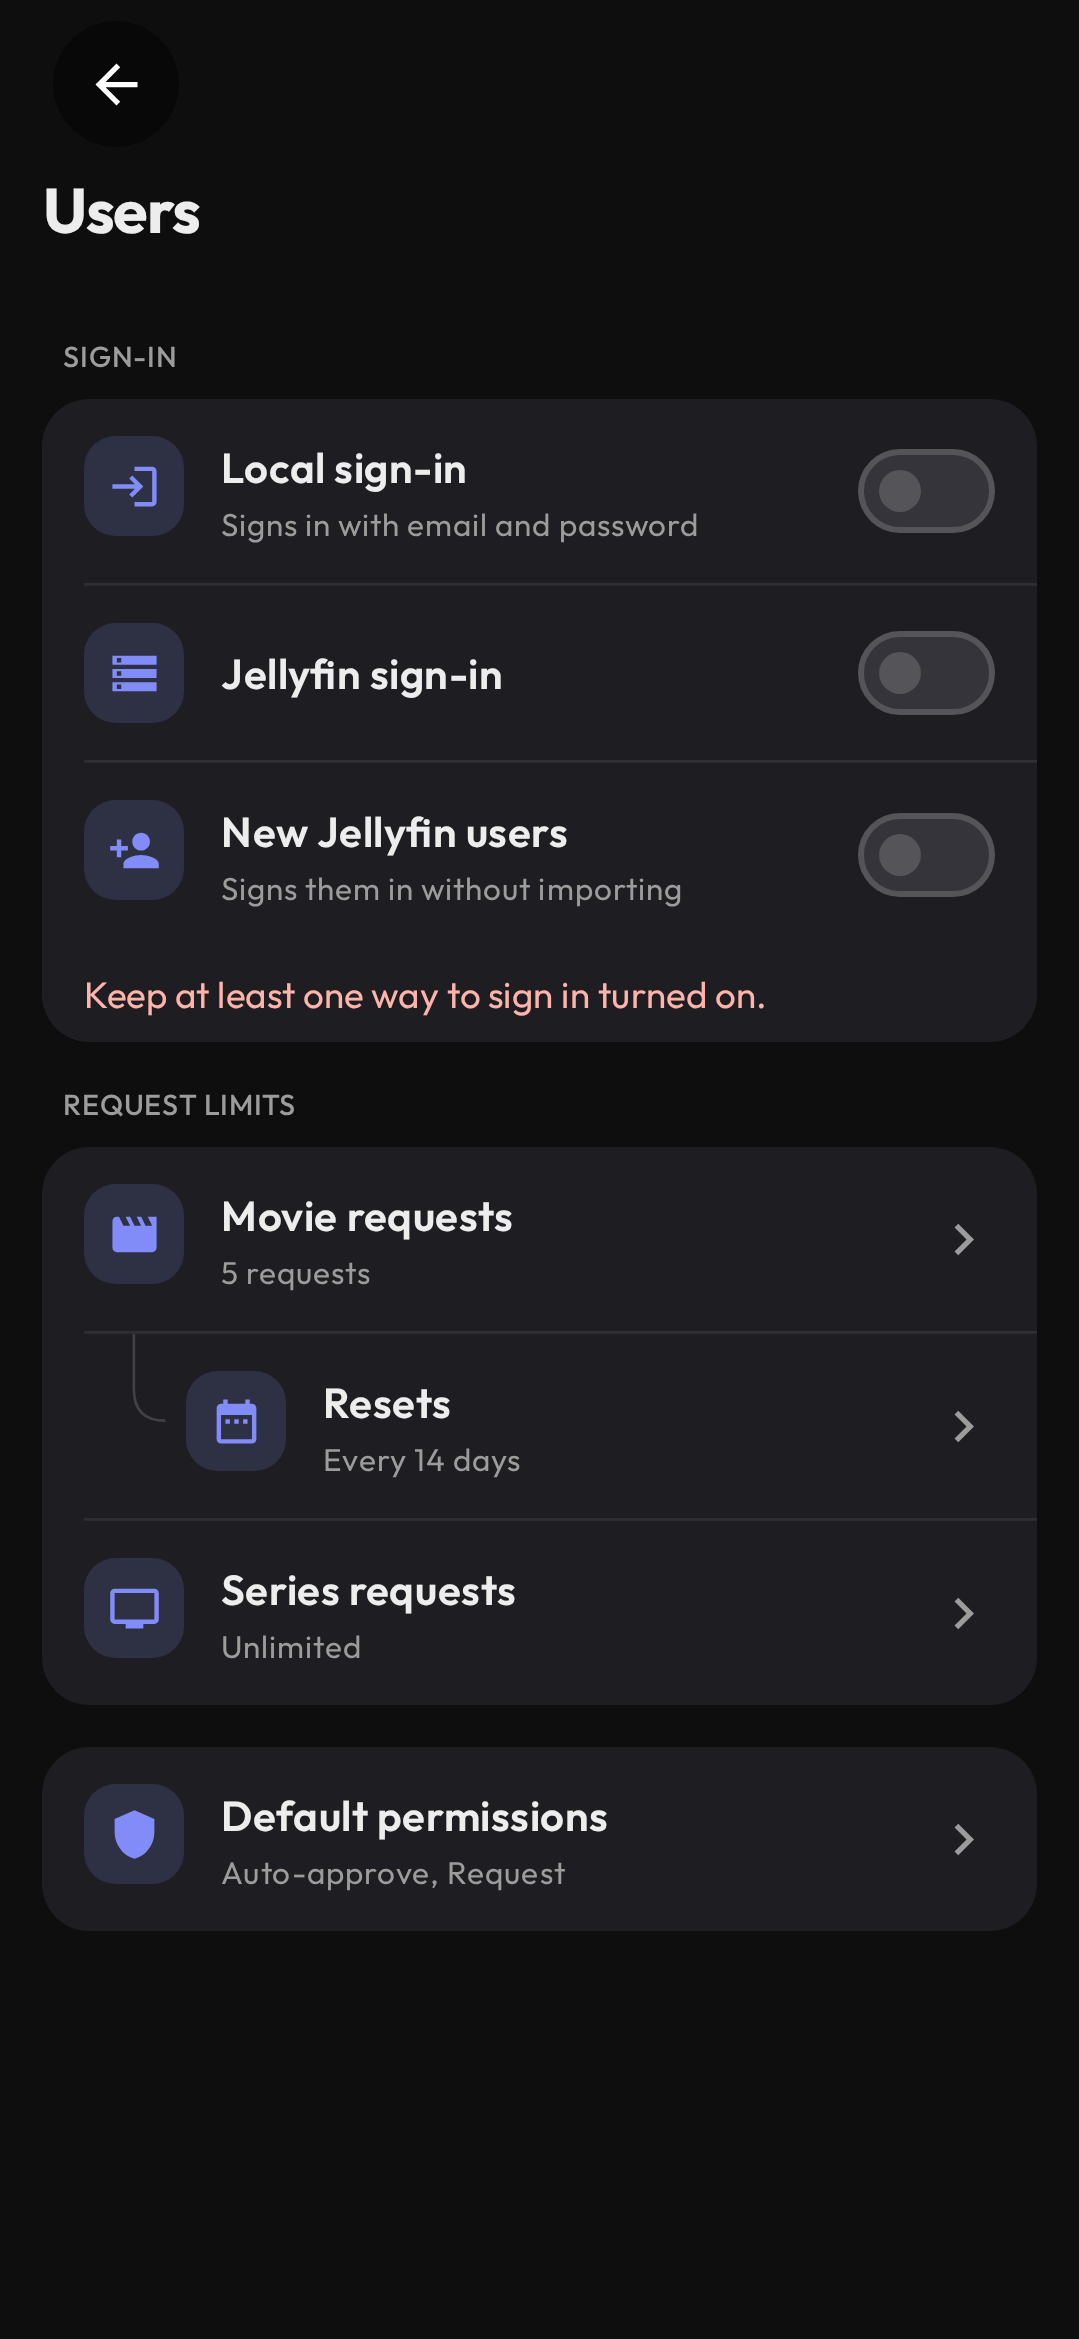 Users
SIGN-IN
Local sign-in
Signs in with email and password
Jellyfin sign-in
New Jellyfin users
Signs them in without importing
Keep at least one way to sign in turned on.
REQUEST LIMITS
Movie requests
5 requests
Resets
Every 14 days
Series requests
Unlimited
Default permissions
Auto-approve, Request